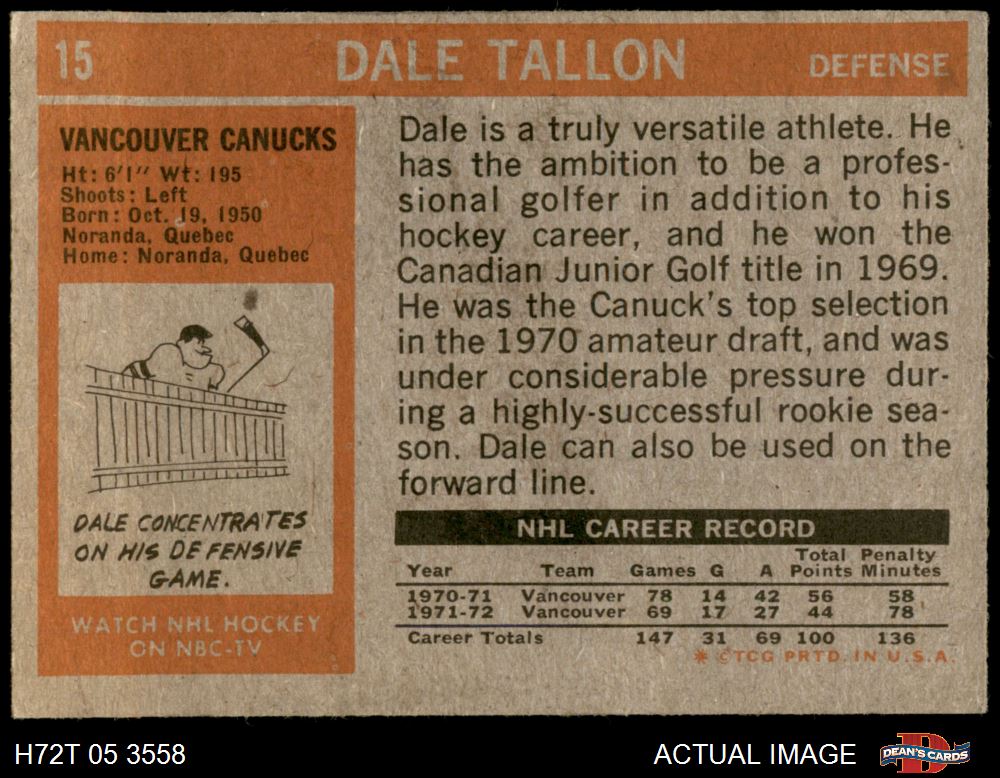 15 DALE TALLON DEFENSE
VANCOUVER CANUCKS
Ht: 6'1" Wt: 195
Shoots: Left
Born: Oct. 19, 1950
Noranda, Quebec
Home: Noranda, Quebec
DALE CONCENTRATES
ON HIS DEFENSIVE
GAME.
WATCH NHL HOCKEY
ON NBC-TV
Dale is a truly versatile athlete. He
has the ambition to be a profes-
sional golfer in addition to his
hockey career, and he won the
Canadian Junior Golf title in 1969.
He was the Canuck's top selection
in the 1970 amateur draft, and was
under considerable pressure dur-
ing a highly-successful rookie sea-
son. Dale can also be used on the
forward line.
NHL CAREER RECORD
Total Penalty
Year Team Games G A Points Minutes
1970-71 Vancouver 78 14 42 56 58
1971-72 Vancouver 69 17 27 44 78
Career Totals 147 31 69 100 136
* ©TCG PRTD. IN U.S.A.
H72T 05 3558 ACTUAL IMAGE DEAN'S CARDS